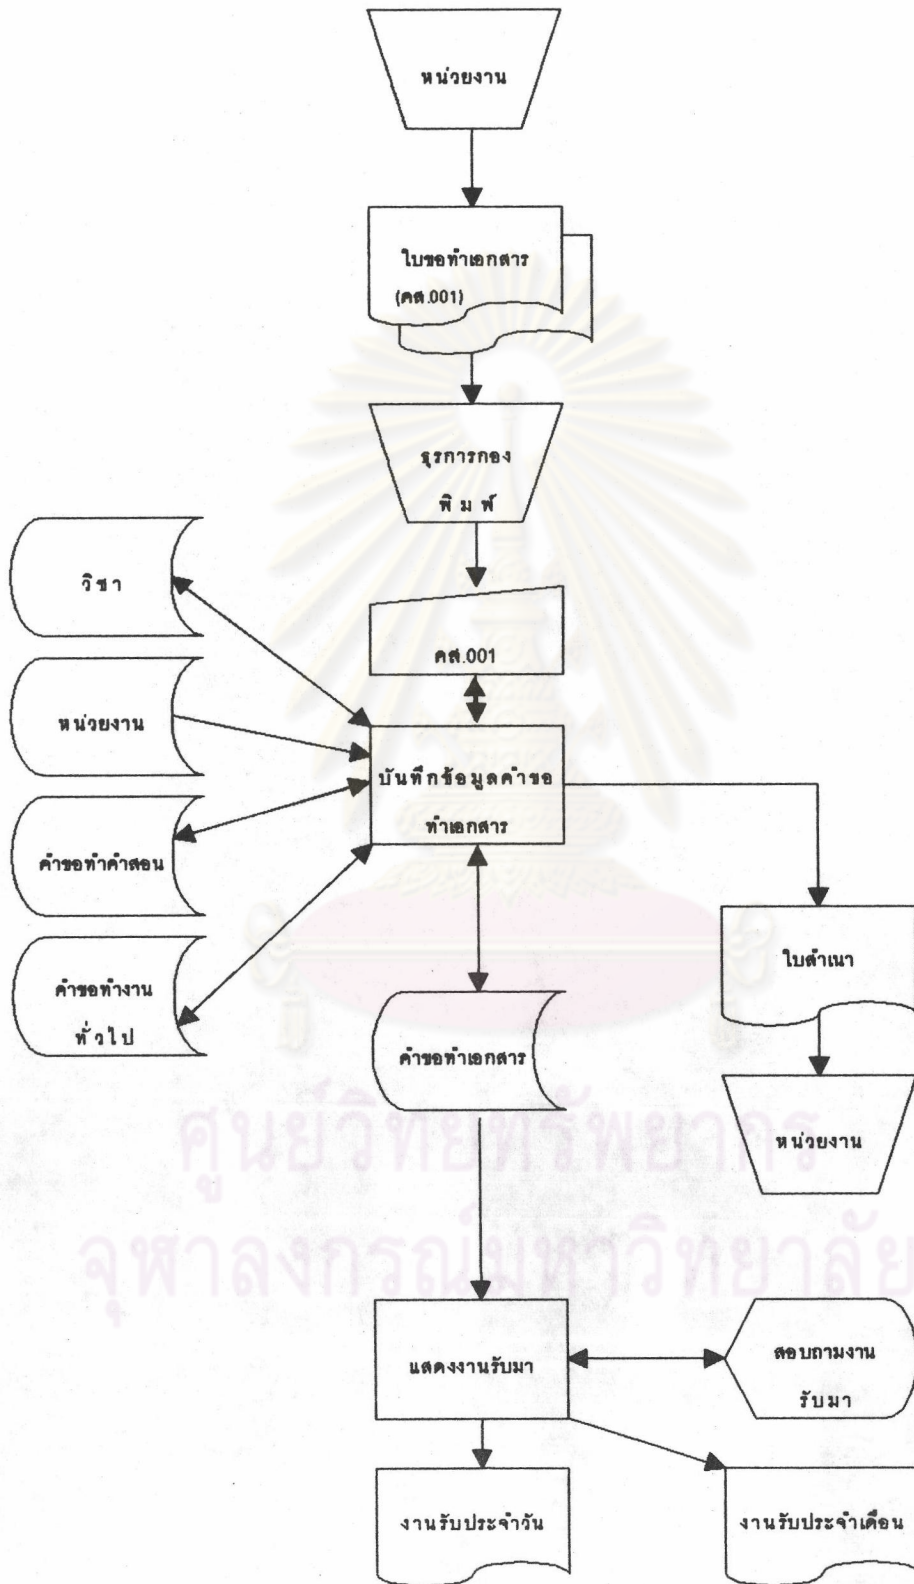 หน่วยงาน
ใบขอทำเอกสาร
(คส.001)
ธุรการกอง
พิมพ์
วิชา
คส.001
หน่วยงาน
บันทึกข้อมูลคำขอ
ทำเอกสาร
คำขอทำคำสอน
ใบสำเนา
คำขอทำงาน
ทั่วไป
คำขอทำเอกสาร
หน่วยงาน
ศูนย์วิทยทรัพยากร
จุฬาลงกรณ์มหาวิทยาลัย
แสดงงานรับมา
สอบถามงาน
รับมา
งานรับประจำวัน
งานรับประจำเดือน